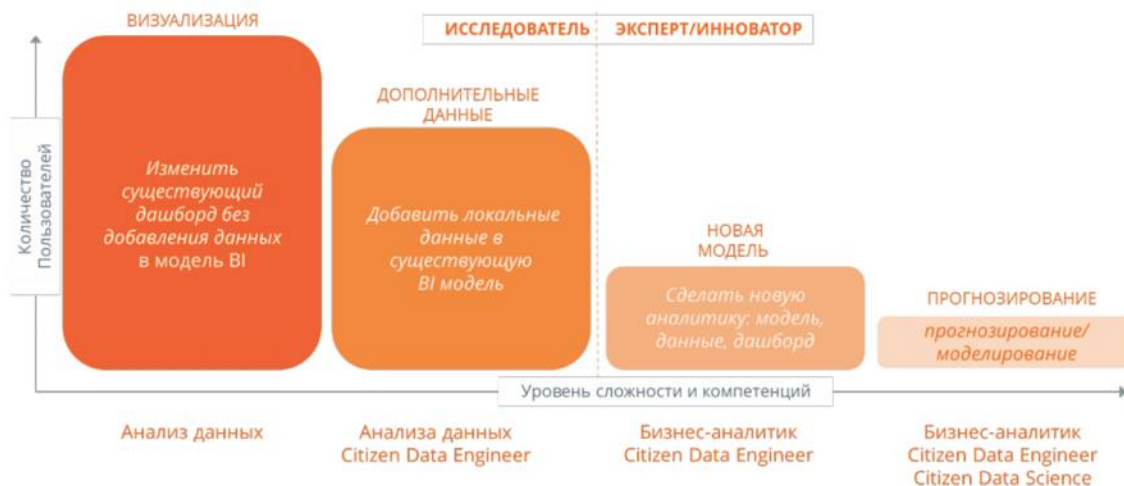 ВИЗУАЛИЗАЦИЯ
ИССЛЕДОВАТЕЛЬ
ЭКСПЕРТ/ИННОВАТОР
ДОПОЛНИТЕЛЬНЫЕ
ДАННЫЕ
Количество
Пользователей
Изменить
существующий
дашборд без
добавления данных
в модель BI
Добавить локальные
данные в
существующую
BI модель
НОВАЯ
МОДЕЛЬ
Сделать новую
аналитику: модель,
данные, дашборд
ПРОГНОЗИРОВАНИЕ
прогнозирование/
моделирование
Уровень сложности и компетенций
Анализ данных
Анализа данных
Citizen Data Engineer
Бизнес-аналитик
Citizen Data Engineer
Бизнес-аналитик
Citizen Data Engineer
Citizen Data Science